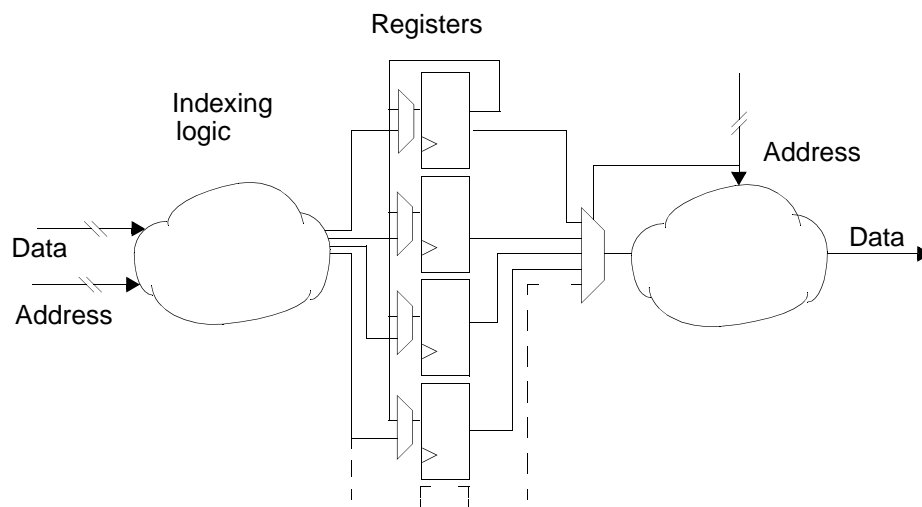 Registers
Indexing
logic
Address
Data
Data
Address